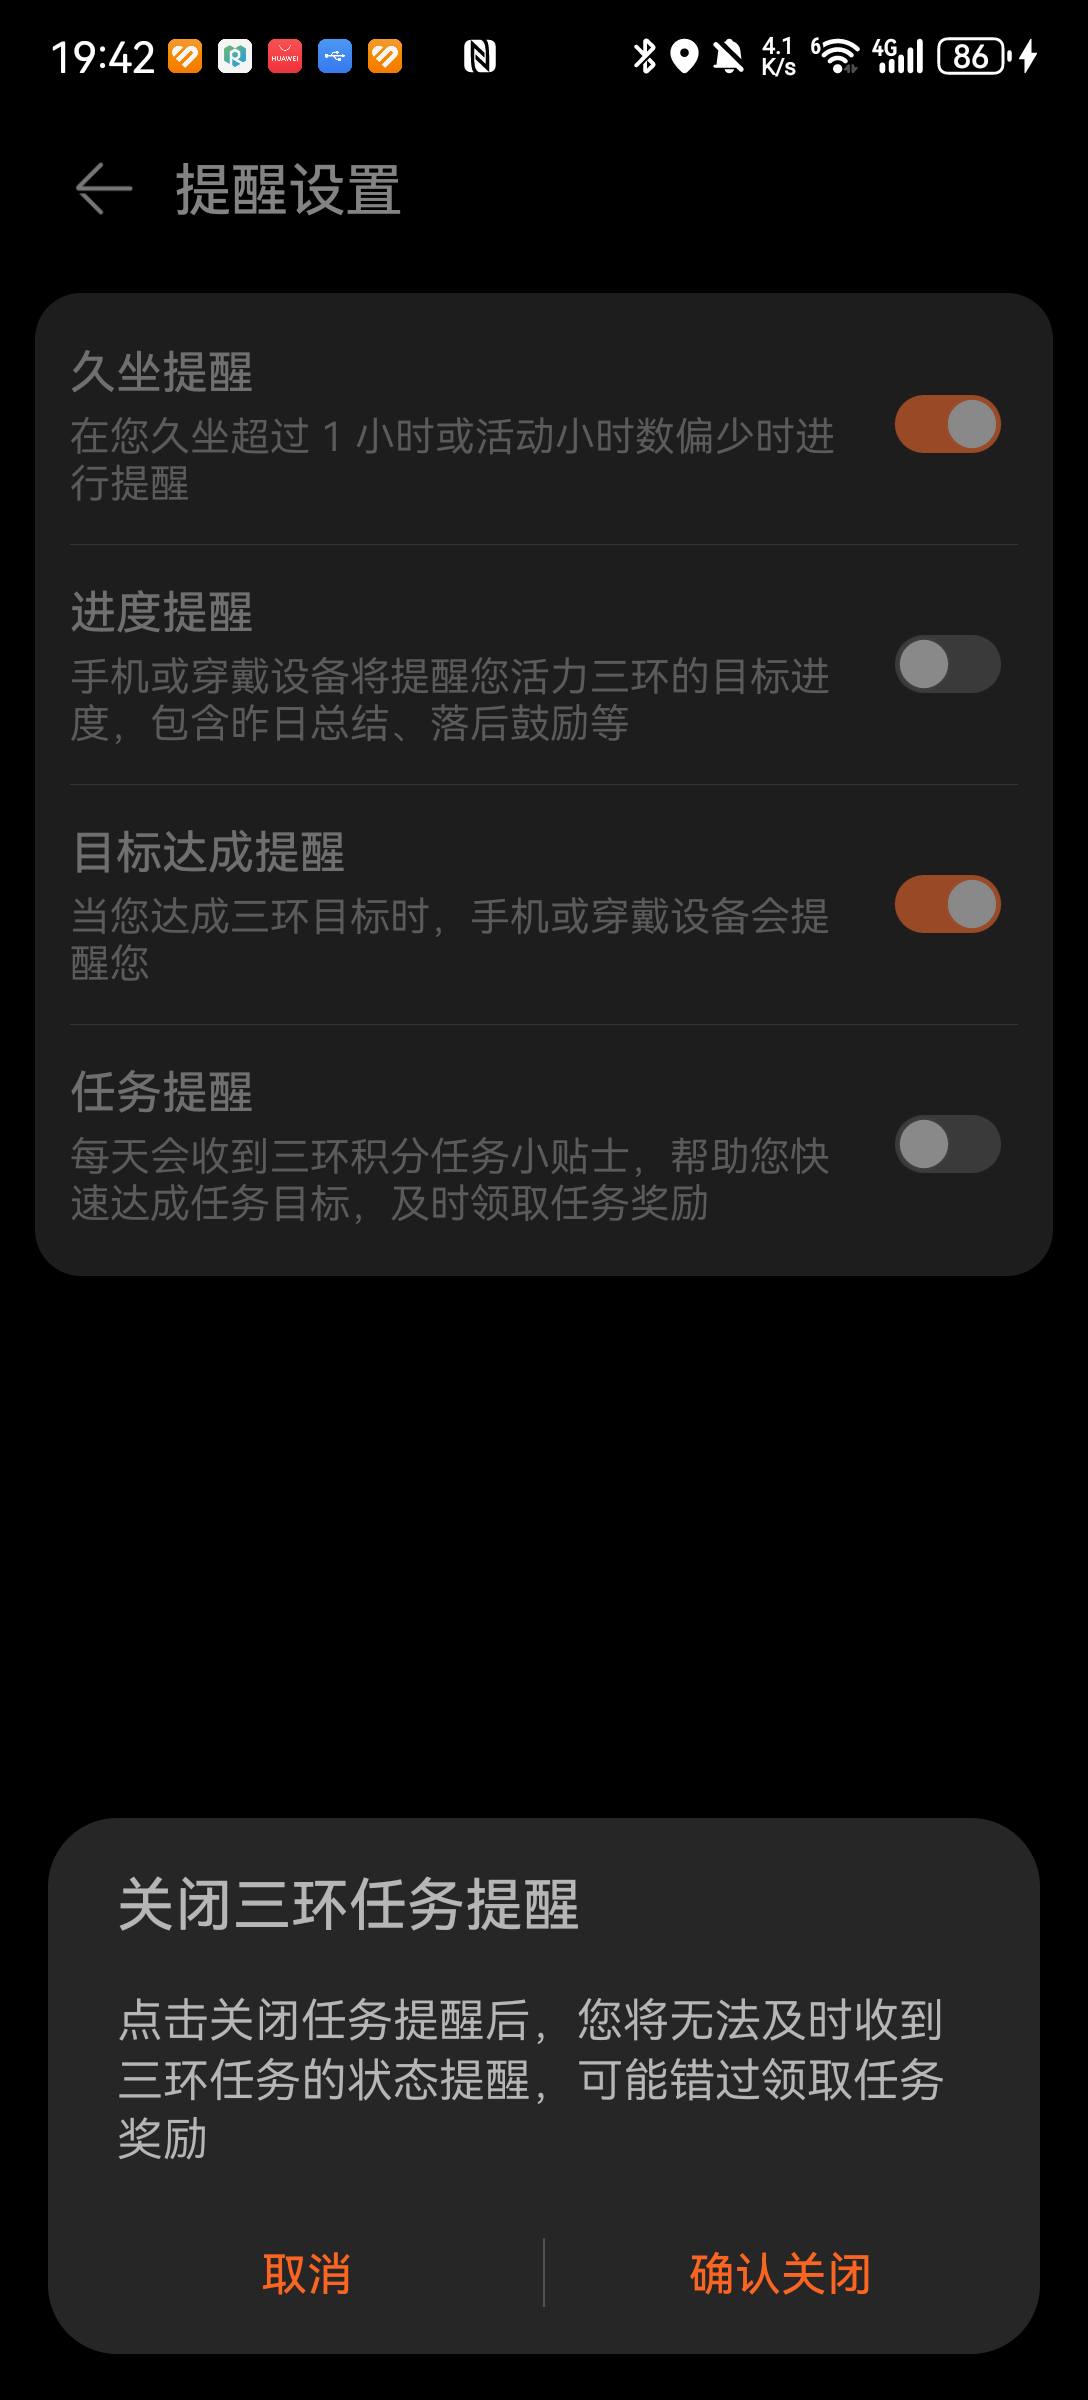 19:42
HUAWEI
4.1
K/s
6
4G
86
提醒设置
久坐提醒
在您久坐超过 1 小时或活动小时数偏少时进
行提醒
进度提醒
手机或穿戴设备将提醒您活力三环的目标进
度，包含昨日总结、落后鼓励等
目标达成提醒
当您达成三环目标时，手机或穿戴设备会提
醒您
任务提醒
每天会收到三环积分任务小贴士，帮助您快
速达成任务目标，及时领取任务奖励
关闭三环任务提醒
点击关闭任务提醒后，您将无法及时收到
三环任务的状态提醒，可能错过领取任务
奖励
取消
确认关闭